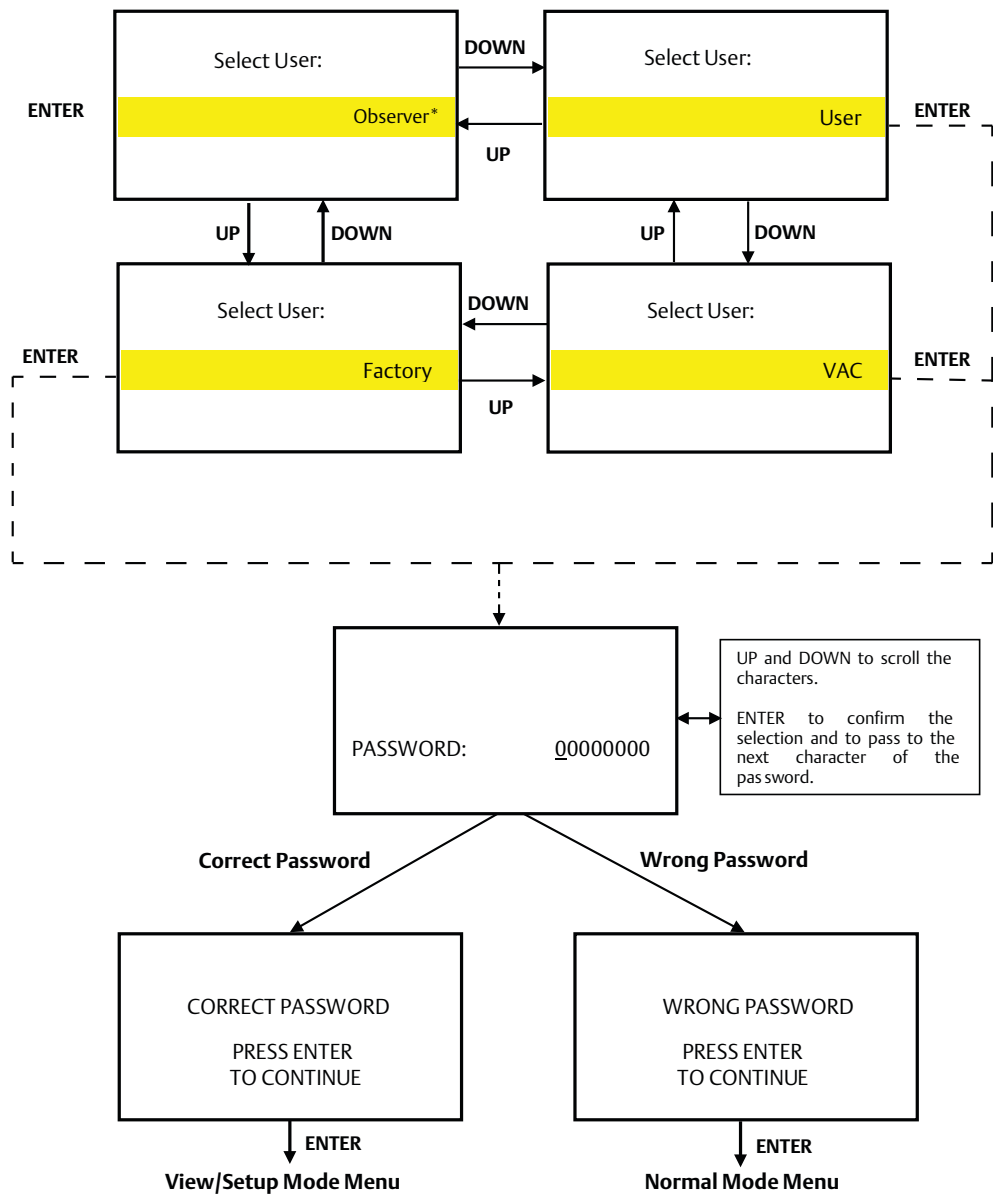 Select User:
DOWN
Select User:
ENTER
Observer*
User
ENTER
UP
UP
DOWN
UP
DOWN
Select User:
DOWN
Select User:
ENTER
Factory
VAC
ENTER
UP
UP and DOWN to scroll the
characters.
ENTER to confirm the
selection and to pass to the
next character of the
password.
PASSWORD: 00000000
Correct Password
Wrong Password
CORRECT PASSWORD
PRESS ENTER
TO CONTINUE
WRONG PASSWORD
PRESS ENTER
TO CONTINUE
ENTER
ENTER
View/Setup Mode Menu
Normal Mode Menu